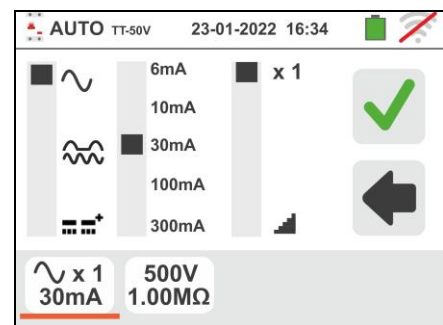 AUTO TT-50V 23-01-2022 16:34
6mA x 1
10mA
30mA
100mA
300mA
x 1 500V
30mA 1.00MΩ